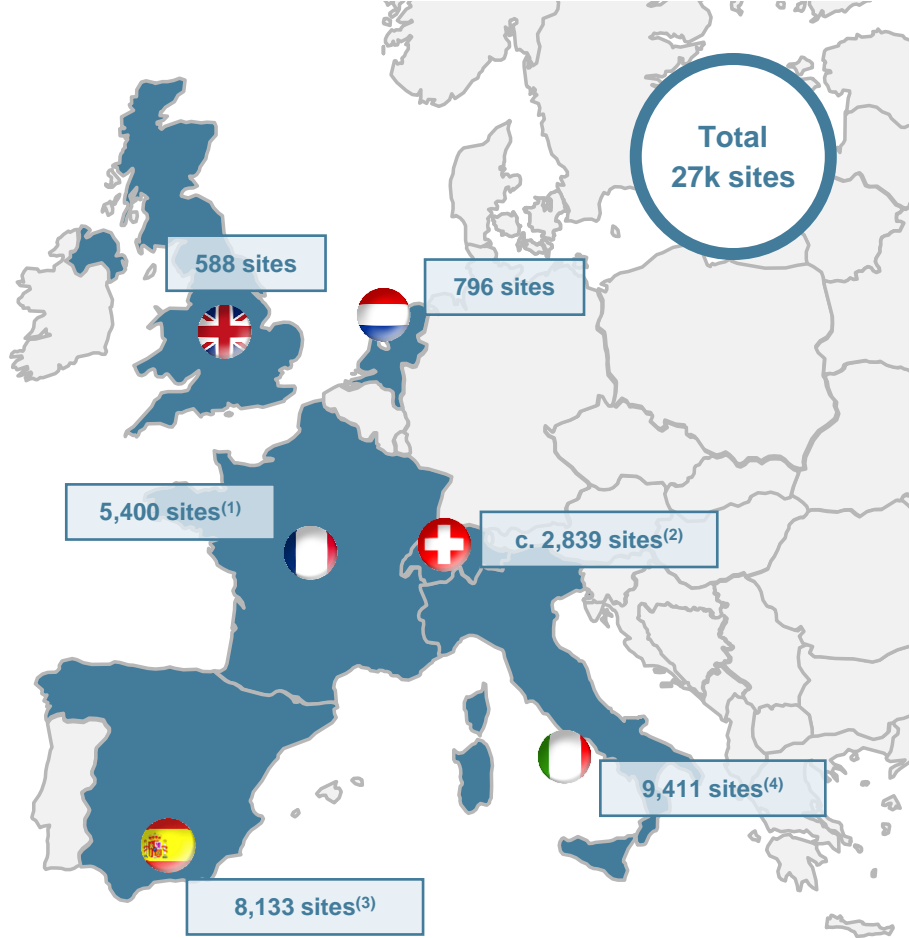 Total
27k sites
588 sites
796 sites
5,400 sites(1)
c. 2,839 sites(2)
9,411 sites(4)
8,133 sites(3)